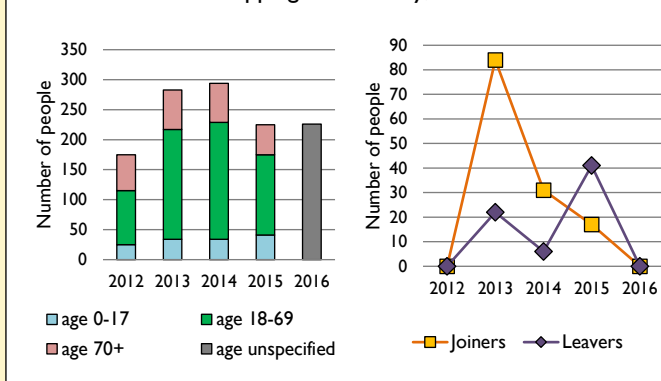 Number of people
350
300
250
200
150
100
50
0
2012 2013 2014 2015 2016
age 0-17 age 18-69
age 70+ age unspecified
Number of people
90
80
70
60
50
40
30
20
10
0
2012 2013 2014 2015 2016
Joiners Leavers